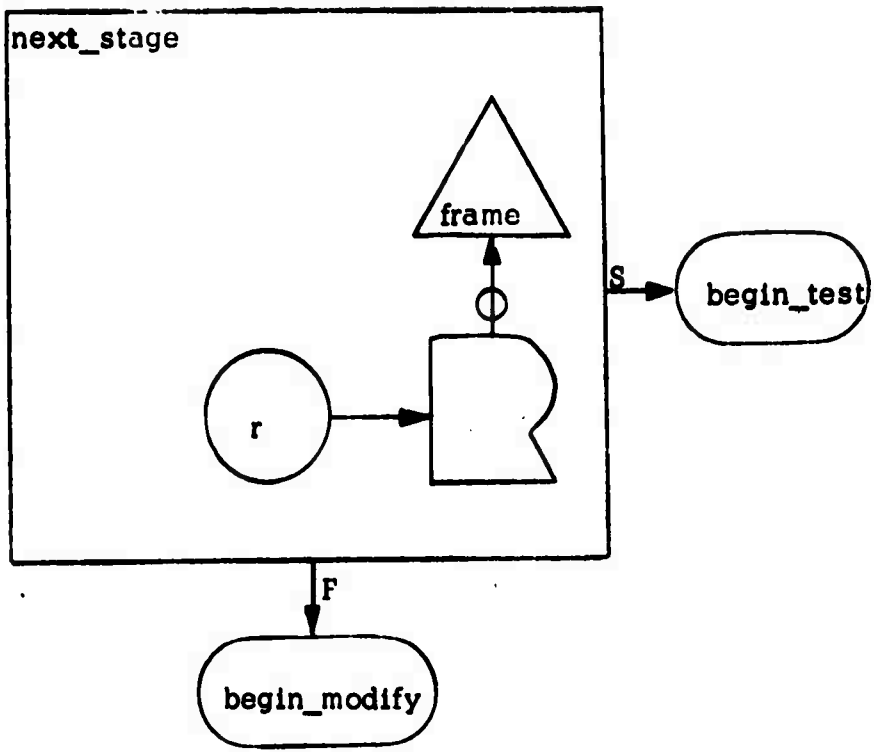 next_stage
frame
S
begin_test
r
F
begin_modify